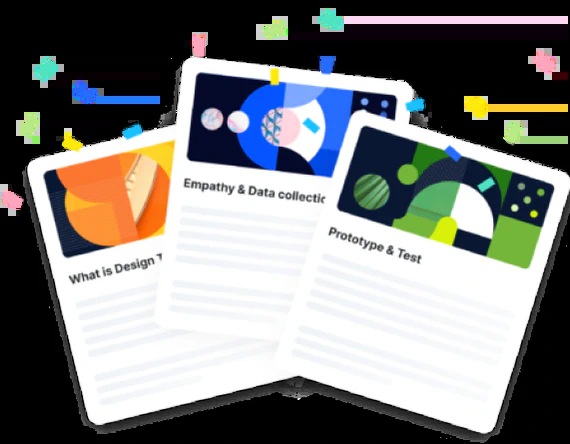 What is Design T
Empathy & Data collectic
Prototype & Test